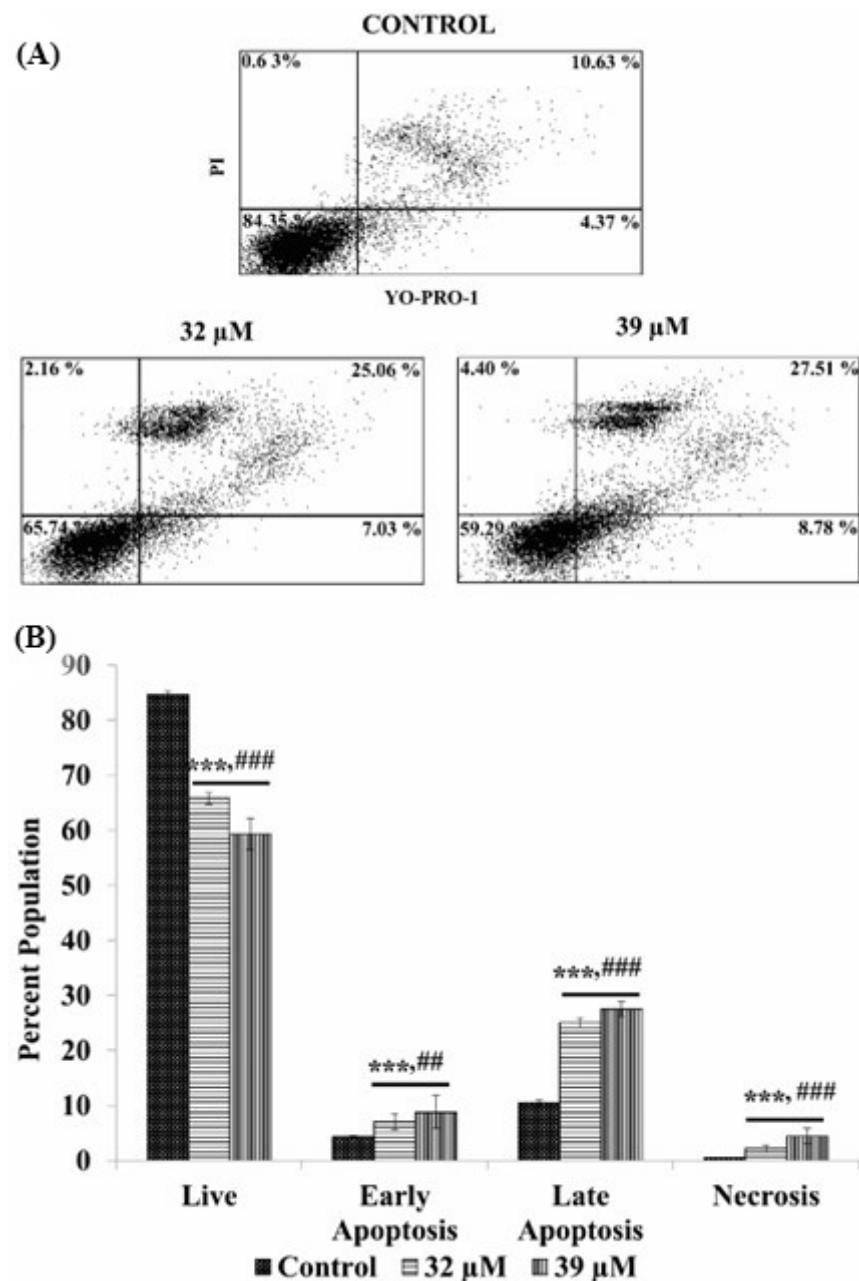 (A)
CONTROL
0.6 3% 10.63 %
PI
84.35 % 4.37 %
YO-PRO-1
32 µM 39 µM
2.16 % 25.06 % 4.40 % 27.51 %
65.74 % 7.03 % 59.29 % 8.78 %
(B)
90
80
***,###
70
60
50
40
Percent Population
***,###
30
20
***,##
***, ###
10
0
Live Early Apoptosis Late Apoptosis Necrosis
Control 32 µM 39 µM